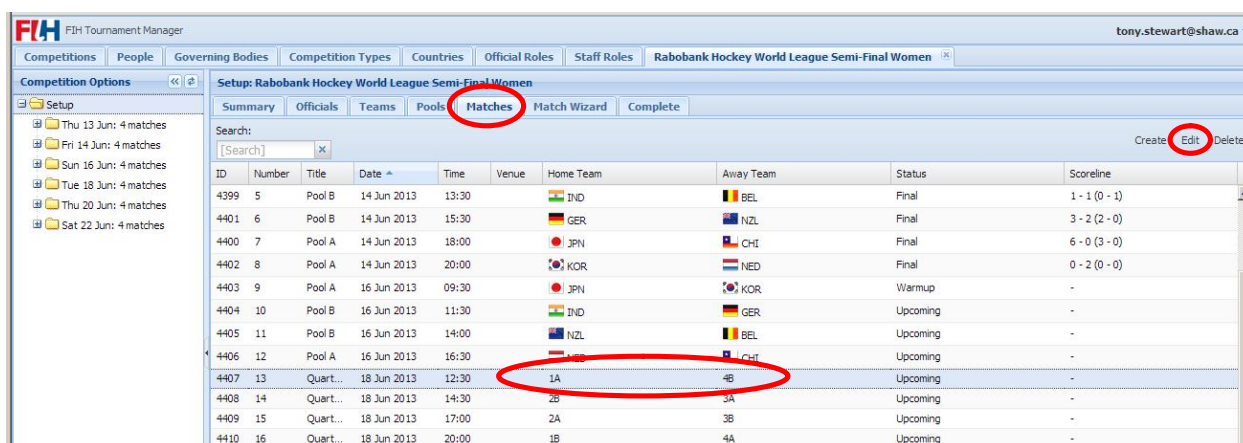 FIH FIH Tournament Manager tony.stewart@shaw.ca
Competitions People Governing Bodies Competition Types Countries Official Roles Staff Roles Rabobank Hockey World League Semi-Final Women
Competition Options Setup: Rabobank Hockey World League Semi-Final Women
Setup Summary Officials Teams Pools Matches Match Wizard Complete
Thu 13 Jun: 4 matches
Fri 14 Jun: 4 matches
Sun 16 Jun: 4 matches
Tue 18 Jun: 4 matches
Thu 20 Jun: 4 matches
Sat 22 Jun: 4 matches
Search:
[Search] Create Edit Delete
ID Number Title Date Time Venue Home Team Away Team Status Scoreline
4399 5 Pool B 14 Jun 2013 13:30 IND BEL Final 1 - 1 (0 - 1)
4401 6 Pool B 14 Jun 2013 15:30 GER NZL Final 3 - 2 (2 - 0)
4400 7 Pool A 14 Jun 2013 18:00 JPN CHI Final 6 - 0 (3 - 0)
4402 8 Pool A 14 Jun 2013 20:00 KOR NED Final 0 - 2 (0 - 2)
4403 9 Pool A 16 Jun 2013 09:30 JPN KOR Warmup -
4404 10 Pool B 16 Jun 2013 11:30 IND GER Upcoming -
4405 11 Pool B 16 Jun 2013 14:00 NZL BEL Upcoming -
4406 12 Pool A 16 Jun 2013 16:30 NED CHI Upcoming -
4407 13 Quart... 18 Jun 2013 12:30 1A 4B Upcoming -
4408 14 Quart... 18 Jun 2013 14:30 2B 3A Upcoming -
4409 15 Quart... 18 Jun 2013 17:00 2A 3B Upcoming -
4410 16 Quart... 18 Jun 2013 20:00 1B 4A Upcoming -